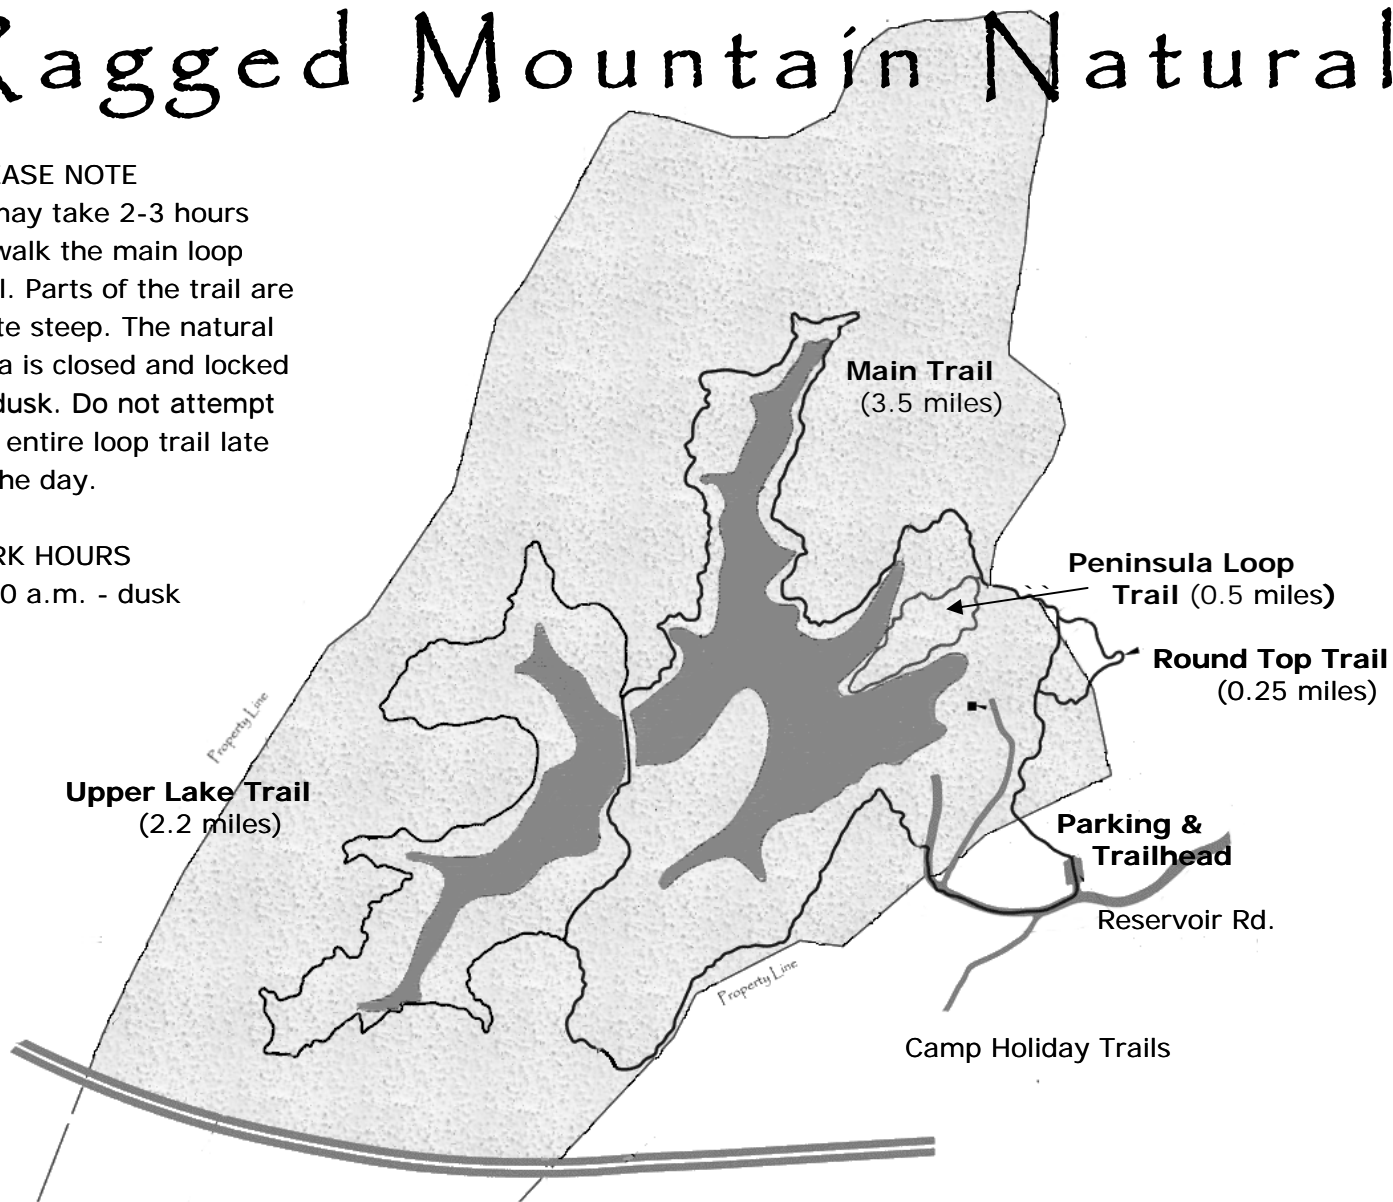 Ragged Mountain Natural
EASE NOTE
may take 2-3 hours
walk the main loop
l. Parts of the trail are
te steep. The natural
a is closed and locked
dusk. Do not attempt
entire loop trail late
he day.
RK HOURS
0 a.m. - dusk
Main Trail
(3.5 miles)
Peninsula Loop
Trail (0.5 miles)
Round Top Trail
(0.25 miles)
Property Line
Upper Lake Trail
(2.2 miles)
Parking &
Trailhead
Reservoir Rd.
Property Line
Camp Holiday Trails